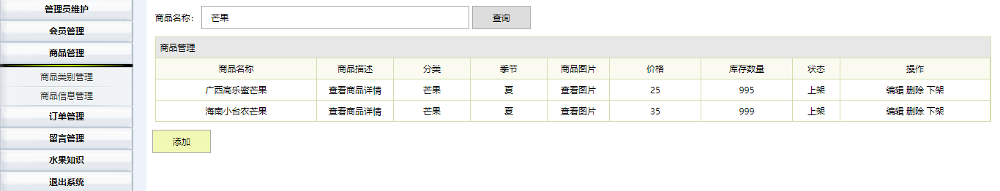 管理员维护
会员管理
商品管理
商品类别管理
商品信息管理
订单管理
留言管理
水果知识
退出系统
商品名称： 芒果 查询
商品管理
商品名称 商品描述 分类 季节 商品图片 价格 库存数量 状态 操作
广西高乐蜜芒果 查看商品详情 芒果 夏 查看图片 25 995 上架 编辑 删除 下架
海南小台农芒果 查看商品详情 芒果 夏 查看图片 35 999 上架 编辑 删除 下架
添加